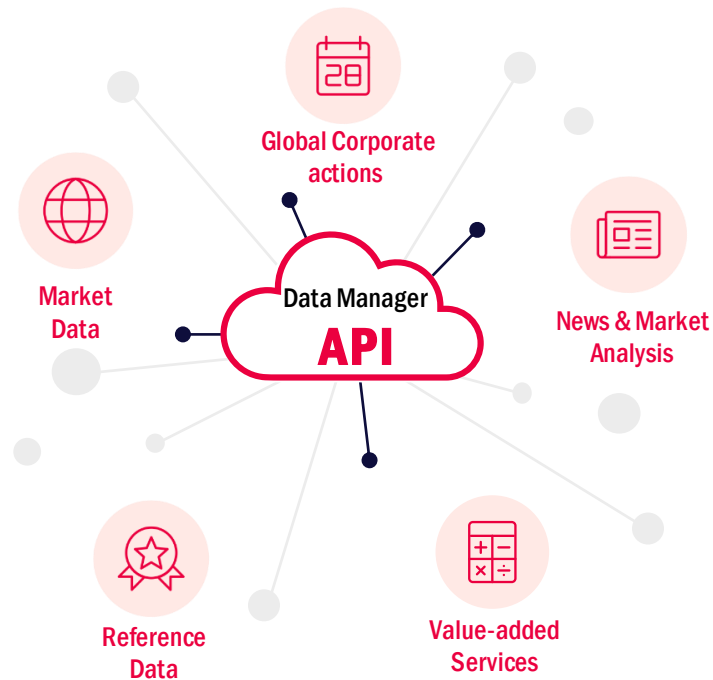 28
Global Corporate
actions
Market
Data
Data Manager
API
News & Market
Analysis
Reference
Data
Value-added
Services